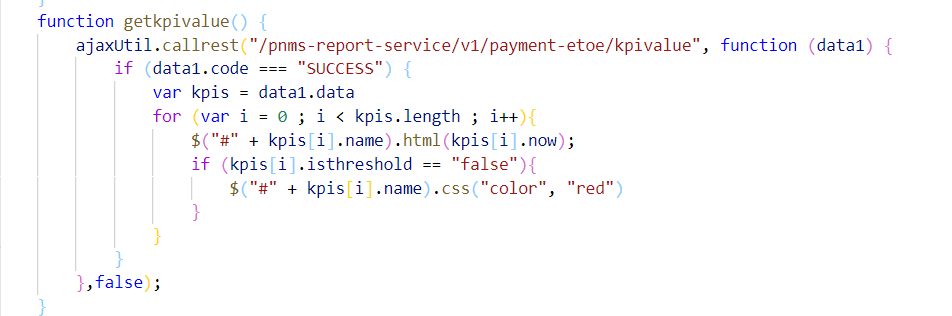 }
function getkpivalue() {
    ajaxUtil.callrest("/pnms-report-service/v1/payment-etoe/kpivalue", function (data1) {
        if (data1.code === "SUCCESS") {
            var kpis = data1.data
            for (var i = 0 ; i < kpis.length ; i++){
                $("#" + kpis[i].name).html(kpis[i].now);
                if (kpis[i].isthreshold == "false"){
                    $("#" + kpis[i].name).css("color", "red")
                }
            }
        }
    },false);
}